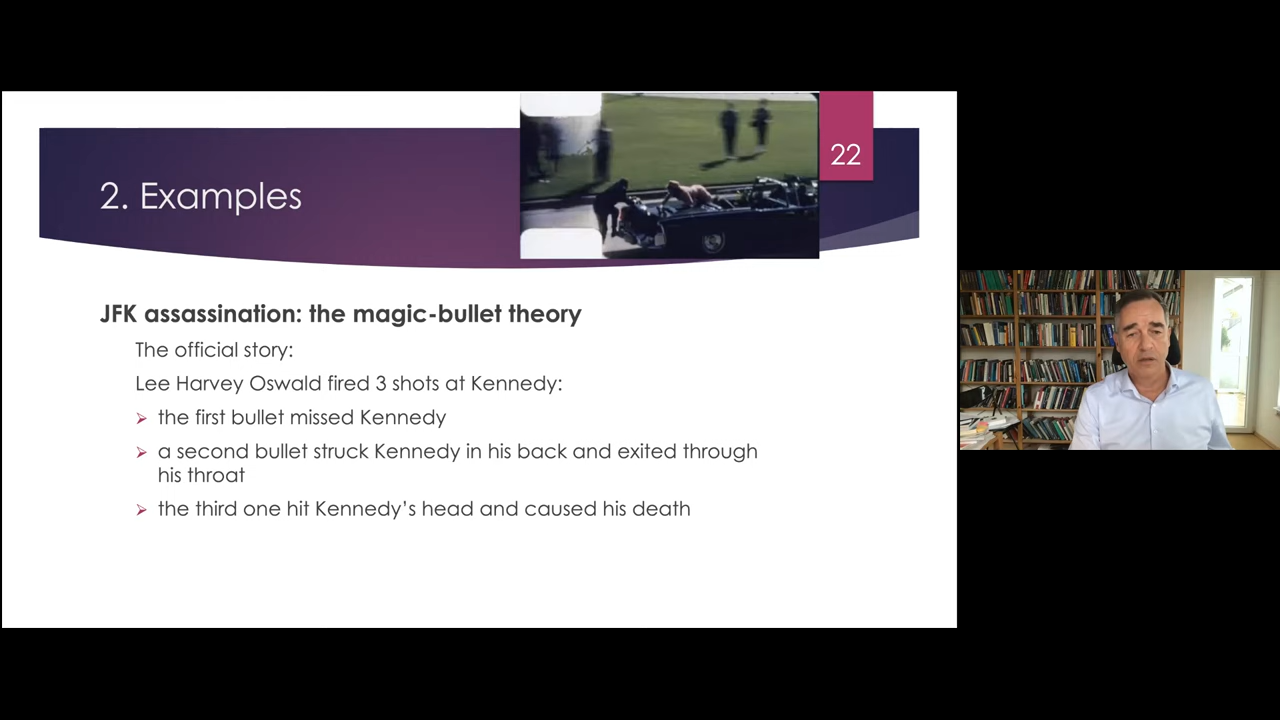 2. Examples
22
JFK assassination: the magic-bullet theory
The official story:
Lee Harvey Oswald fired 3 shots at Kennedy:
the first bullet missed Kennedy
a second bullet struck Kennedy in his back and exited through
his throat
the third one hit Kennedy’s head and caused his death